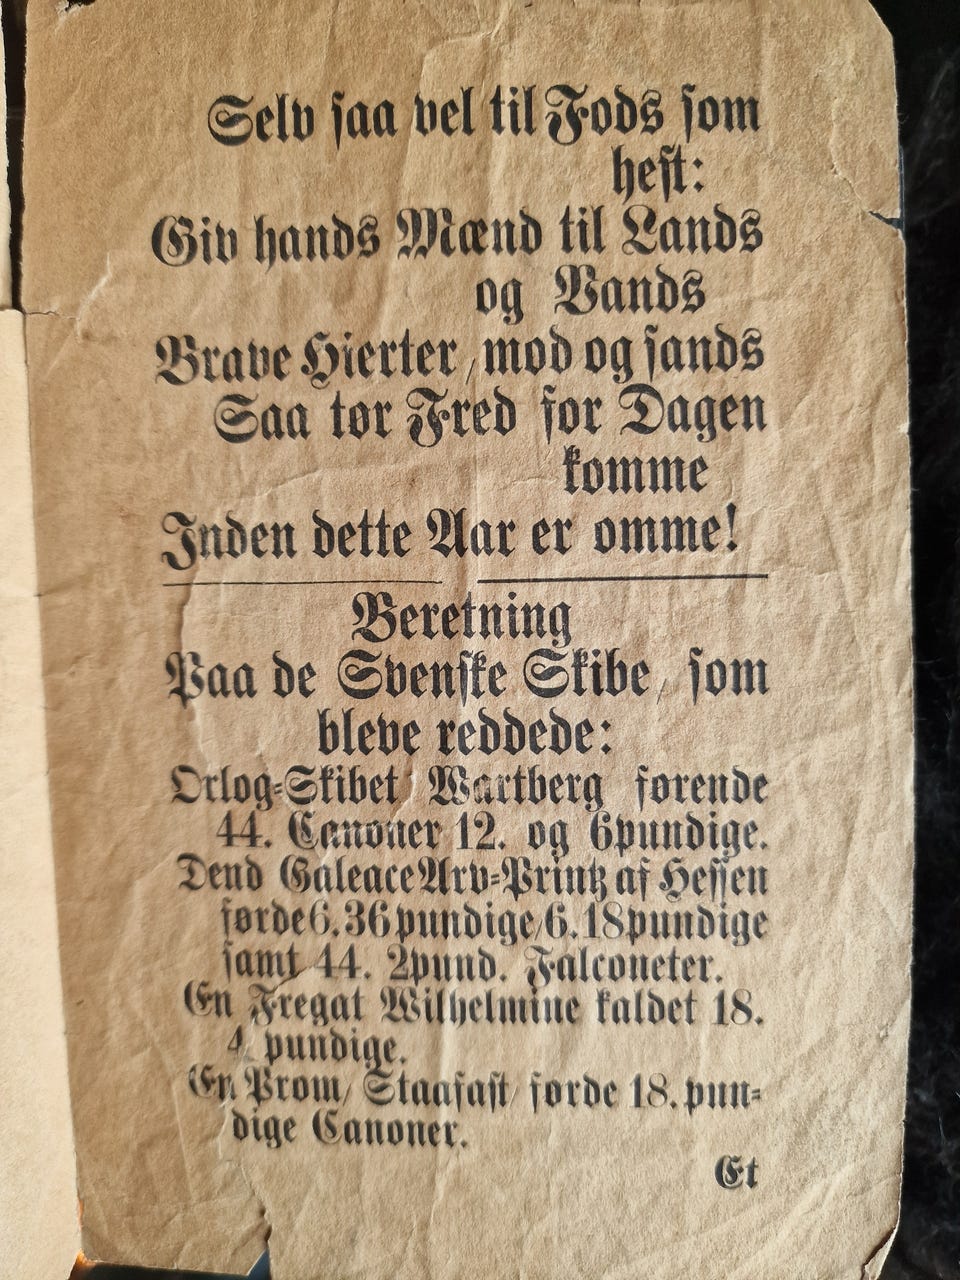 Selv saa vel til Fods som
hest:
Giv hands Mænd til Lands
og Vands
Brave Hierter/ mod og sands
Saa tør Fred for Dagen
komme
Inden dette Aar er omme!
Beretning
Paa de Svenske Skibe/ som
bleve reddede:
Orlog-Skibet Wartberg førende
44. Canoner 12. og 6pundige.
Dend Galeace Arv-Printz af Hessen
førde 6. 36pundige/ 6. 18pundige
samt 44. 2pund. Falconeter.
En Fregat Wilhelmine kaldet 18.
4. pundige.
En Prom/ Staafast/ førde 18. pun-
dige Canoner.
Et